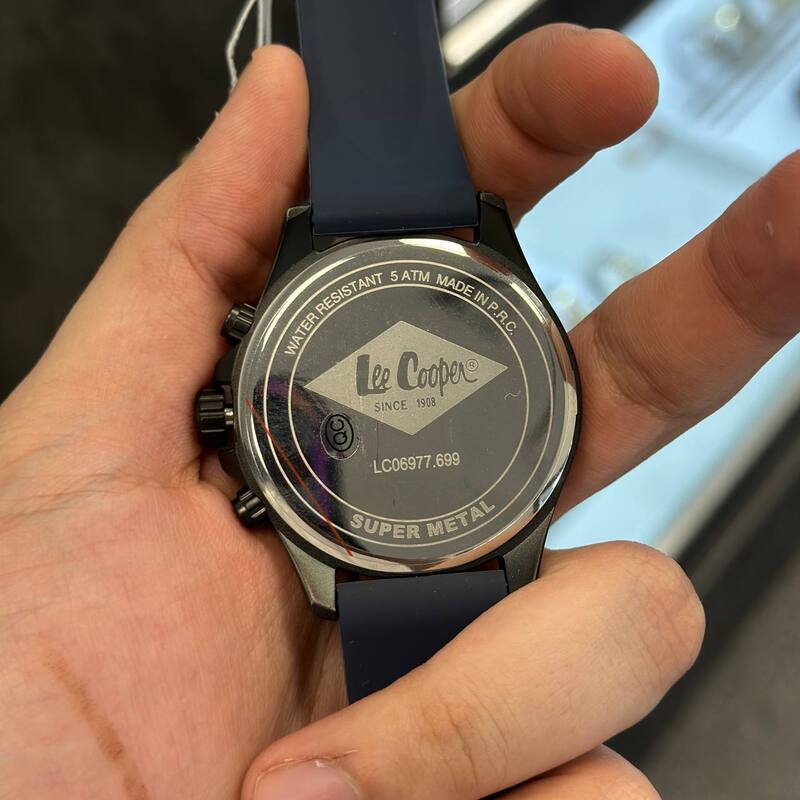 WATER RESISTANT 5 ATM MADE IN P.R.C.
Lee Cooper®
SINCE 1908
QC
LC06977.699
SUPER METAL